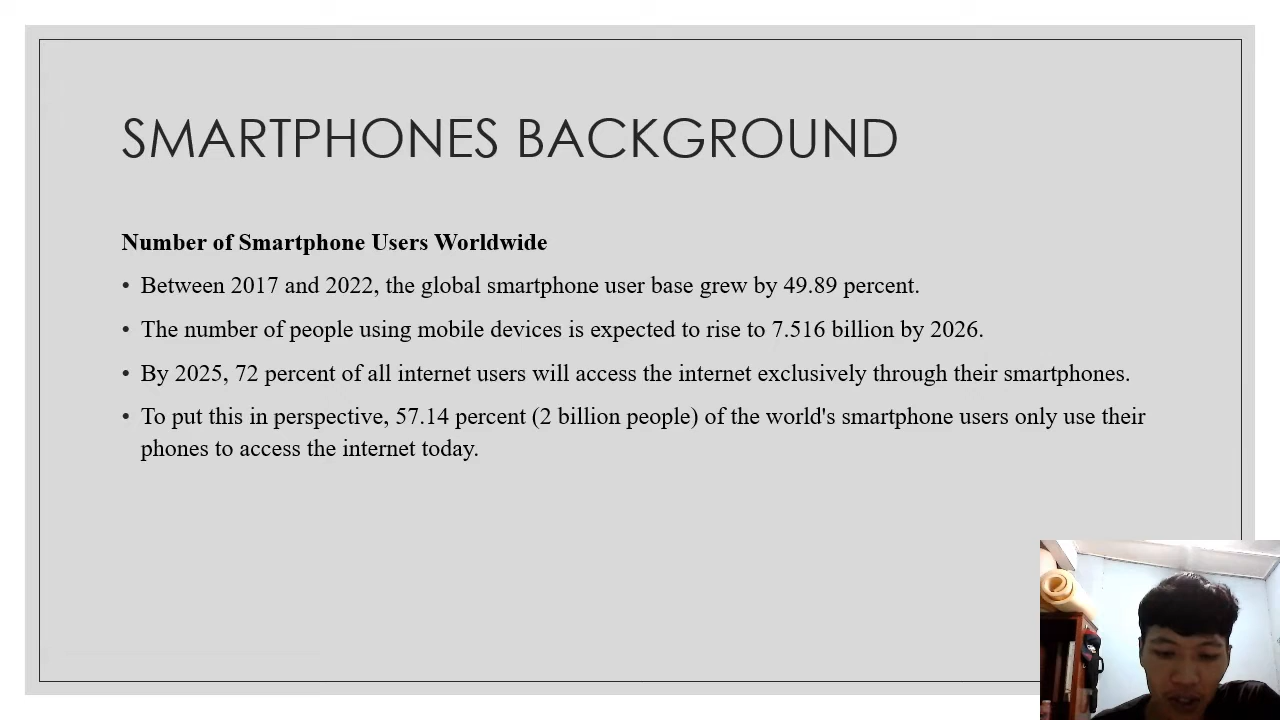 SMARTPHONES BACKGROUND
Number of Smartphone Users Worldwide
• Between 2017 and 2022, the global smartphone user base grew by 49.89 percent.
• The number of people using mobile devices is expected to rise to 7.516 billion by 2026.
• By 2025, 72 percent of all internet users will access the internet exclusively through their smartphones.
• To put this in perspective, 57.14 percent (2 billion people) of the world's smartphone users only use their
phones to access the internet today.